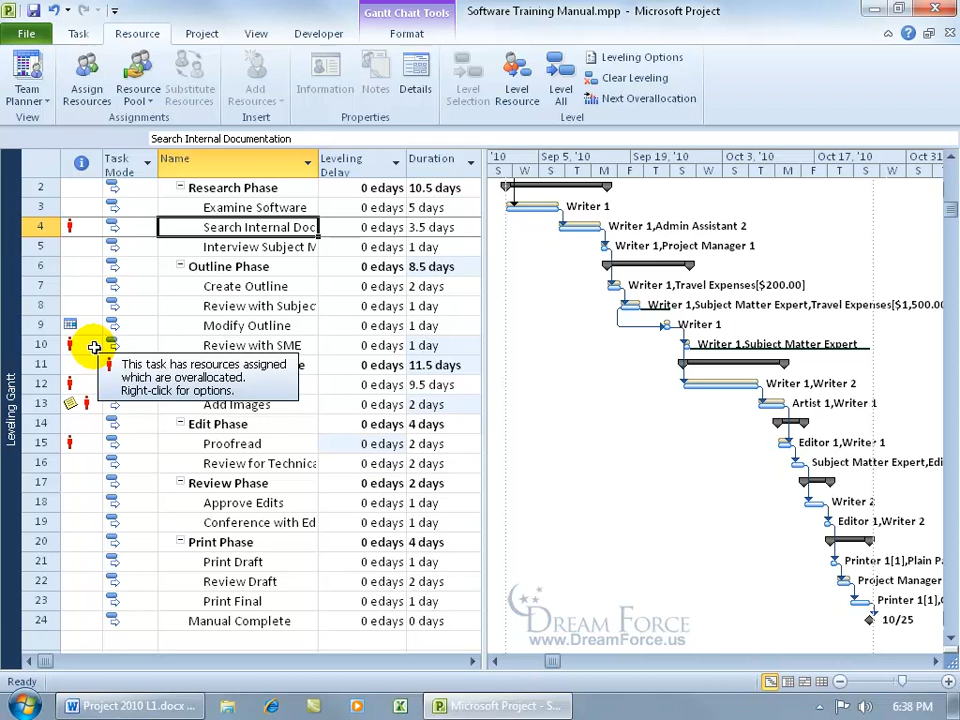 Gantt Chart Tools
Software Training Manual.mpp - Microsoft Project
File Task Resource Project View Developer Format
Team Planner
Assign Resources
Resource Pool
Substitute Resources
Add Resources
Information
Notes
Details
Level Selection
Level Resource
Level All
Leveling Options
Clear Leveling
Next Overallocation
View Assignments Insert Properties Level
Search Internal Documentation
Task Mode Name Leveling Delay Duration
'10 Sep 5, '10 Sep 19, '10 Oct 3, '10 Oct 17, '10 Oct 31
S W S T M F T S W S T M F T S W S
2 Research Phase 0 edays 10.5 days
3 Examine Software 0 edays 5 days Writer 1
4 Search Internal Doc 0 edays 3.5 days Writer 1,Admin Assistant 2
5 Interview Subject M 0 edays 1 day Writer 1,Project Manager 1
6 Outline Phase 0 edays 8.5 days
7 Create Outline 0 edays 2 days Writer 1,Travel Expenses[$200.00]
8 Review with Subjec 0 edays 1 day Writer 1,Subject Matter Expert,Travel Expenses[$1,500.0
9 Modify Outline 0 edays 1 day Writer 1
10 Review with SME 0 edays 1 day Writer 1,Subject Matter Expert
11 0 edays 11.5 days
This task has resources assigned
which are overallocated.
Right-click for options.
12 0 edays 9.5 days Writer 1,Writer 2
13 Add Images 0 edays 2 days Artist 1,Writer 1
14 Edit Phase 0 edays 4 days
15 Proofread 0 edays 2 days Editor 1,Writer 1
16 Review for Technica 0 edays 2 days Subject Matter Expert,Edi
17 Review Phase 0 edays 2 days
18 Approve Edits 0 edays 1 day Writer 2
19 Conference with Ed 0 edays 1 day Editor 1,Writer 2
20 Print Phase 0 edays 4 days
21 Print Draft 0 edays 1 day Printer 1[1],Plain P
22 Review Draft 0 edays 2 days Project Manager
23 Print Final 0 edays 1 day Printer 1[1],
24 Manual Complete 0 edays 0 days 10/25
Leveling Gantt
DREAM FORCE
www.DreamForce.us
Ready
Project 2010 L1.docx ...
Microsoft Project - S...
6:38 PM